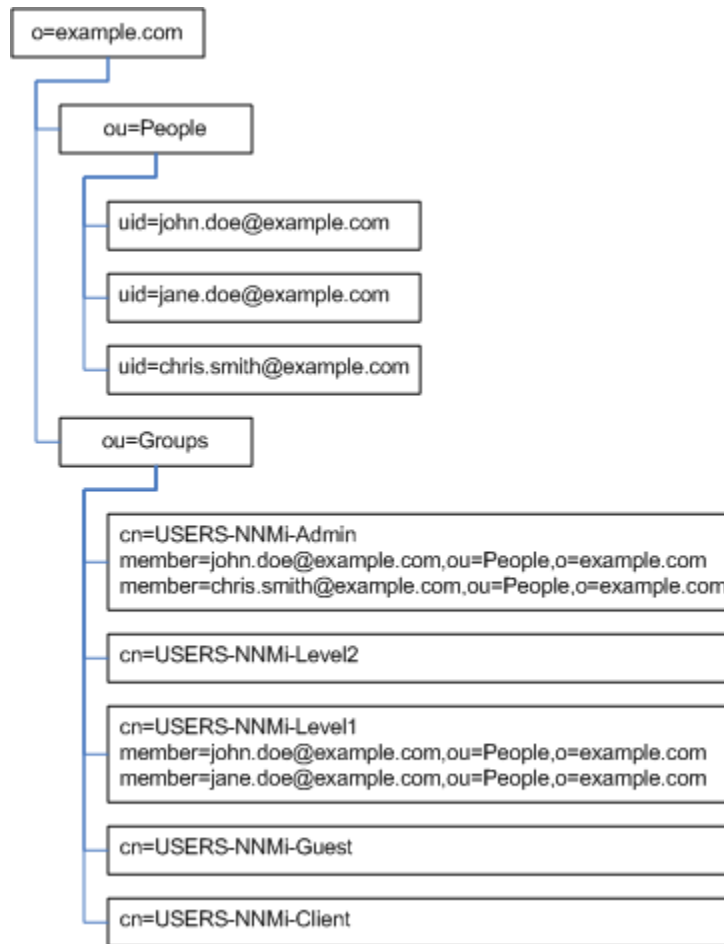 o=example.com
ou=People
uid=john.doe@example.com
uid=jane.doe@example.com
uid=chris.smith@example.com
ou=Groups
cn=USERS-NNMi-Admin
member=john.doe@example.com,ou=People,o=example.com
member=chris.smith@example.com,ou=People,o=example.com
cn=USERS-NNMi-Level2
cn=USERS-NNMi-Level1
member=john.doe@example.com,ou=People,o=example.com
member=jane.doe@example.com,ou=People,o=example.com
cn=USERS-NNMi-Guest
cn=USERS-NNMi-Client